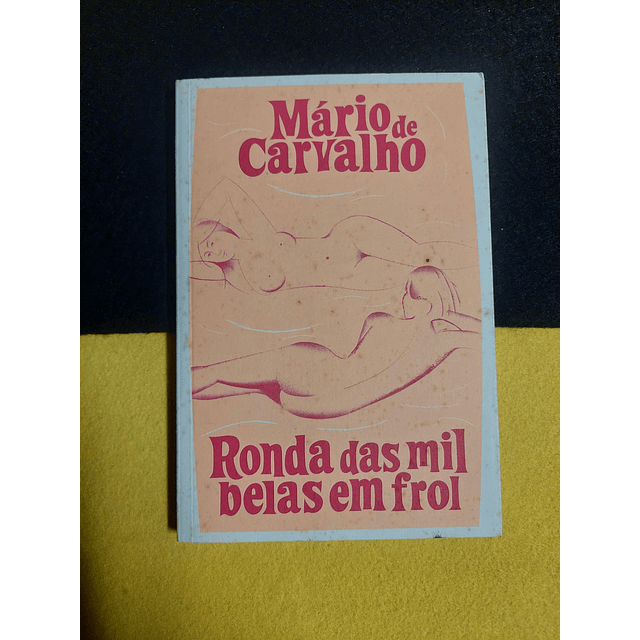 Mário de
Carvalho
Ronda das mil
belas em frol